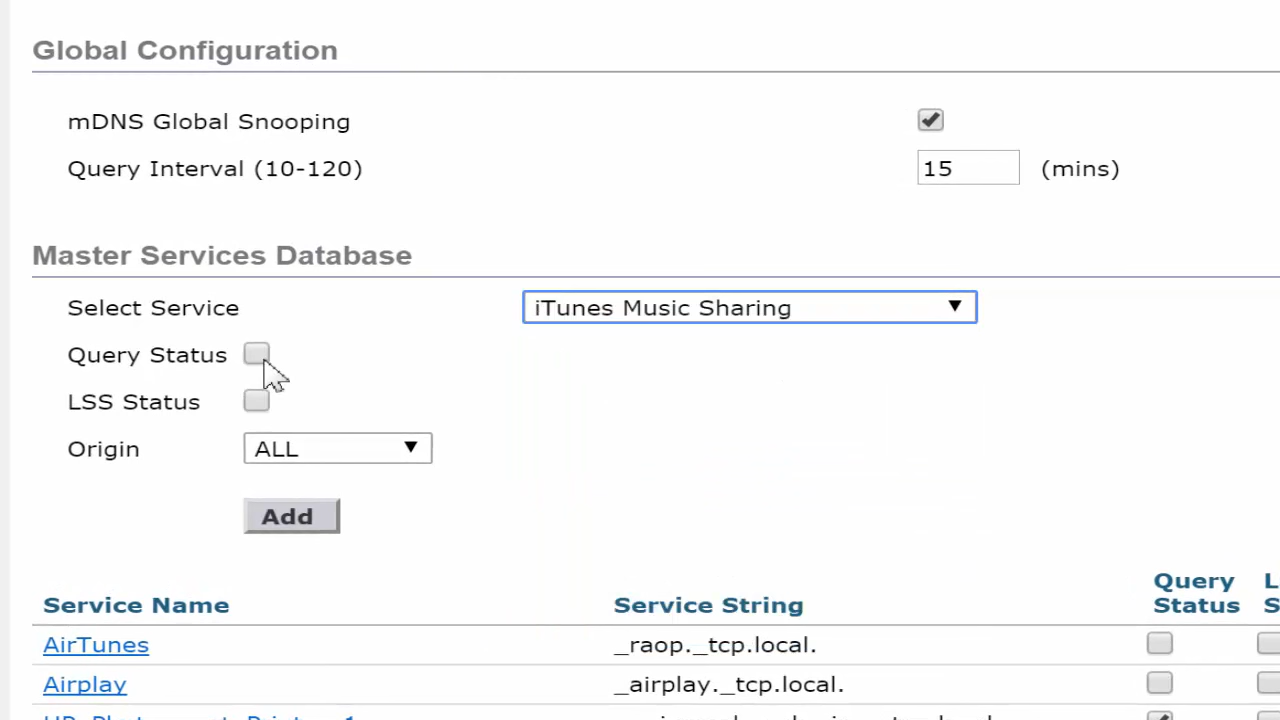 Global Configuration
mDNS Global Snooping
Query Interval (10-120) 15 (mins)
Master Services Database
Select Service iTunes Music Sharing
Query Status
LSS Status
Origin ALL
Add
Service Name Service String Query Status
AirTunes _raop._tcp.local.
Airplay _airplay._tcp.local.